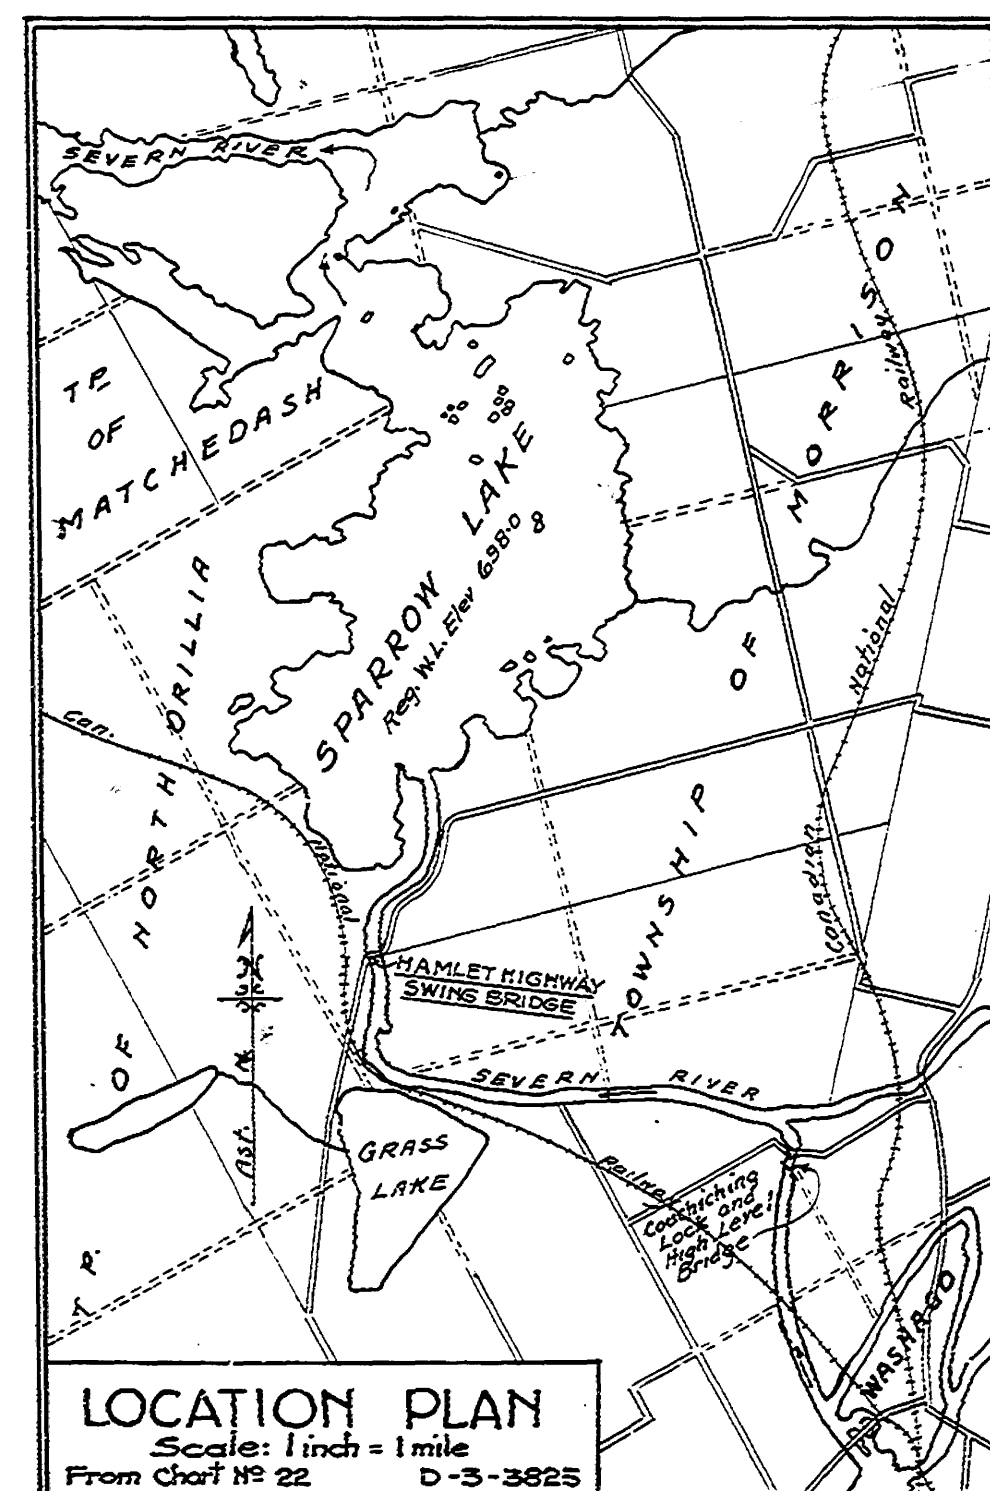 SEVERN RIVER
TP
OF
MATCHEDASH
SPARROW LAKE
Reg. W.L. Elev 698.0
MORRISON
Railway
National
Canadian
TOWNSHIP OF
TP. OF NORTH ORILLIA
Can.
National
HAMLET HIGHWAY
SWING BRIDGE
Ast. N.
SEVERN RIVER
GRASS
LAKE
Railway
Couchiching
Lock and
High Level
Bridge
WASHAGO
LOCATION PLAN
Scale: 1 inch = 1 mile
From Chart Nº 22 D-3-3825